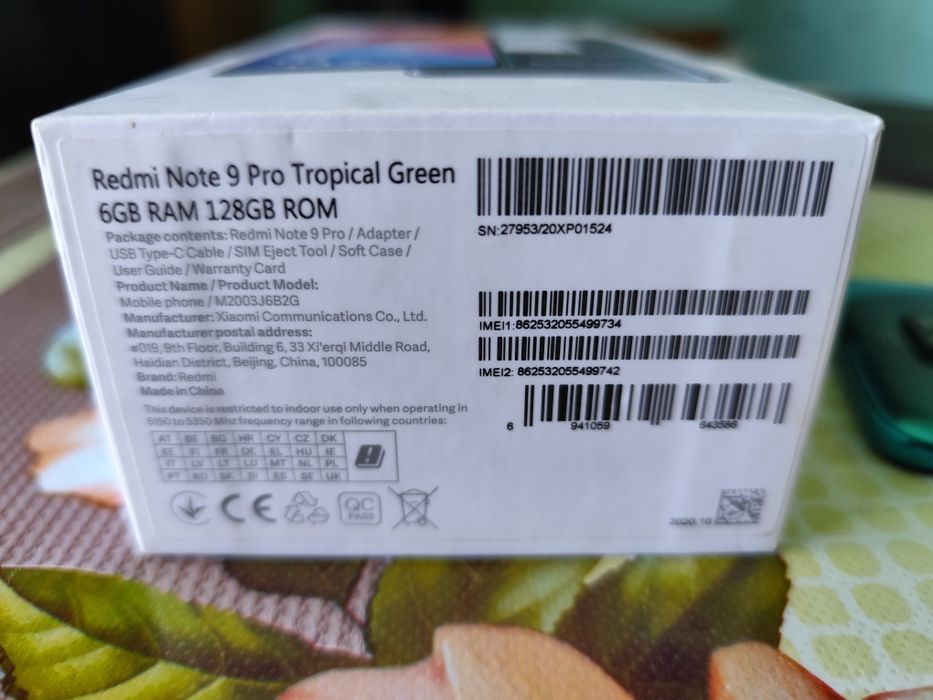 Redmi Note 9 Pro Tropical Green
6GB RAM 128GB ROM
Package contents: Redmi Note 9 Pro / Adapter /
USB Type-C Cable / SIM Eject Tool / Soft Case /
User Guide / Warranty Card
Product Name / Product Model:
Mobile phone / M2003J6B2G
Manufacturer: Xiaomi Communications Co., Ltd.
Manufacturer postal address:
#019, 9th Floor, Building 6, 33 Xi'erqi Middle Road,
Haidian District, Beijing, China, 100085
Brand: Redmi
Made in China
This device is restricted to indoor use only when operating in
5150 to 5350 Mhz frequency range in following countries:
AT BE BG HR CY CZ DK
EE FI FR DE EL HU IE
IT LV LT LU MT NL PL
PT RO SK SI ES SE UK
CE
QC
PASS
SN:27953/20XP01524
IMEI1:862532055499734
IMEI2: 862532055499742
6 941059 643586
2020.10